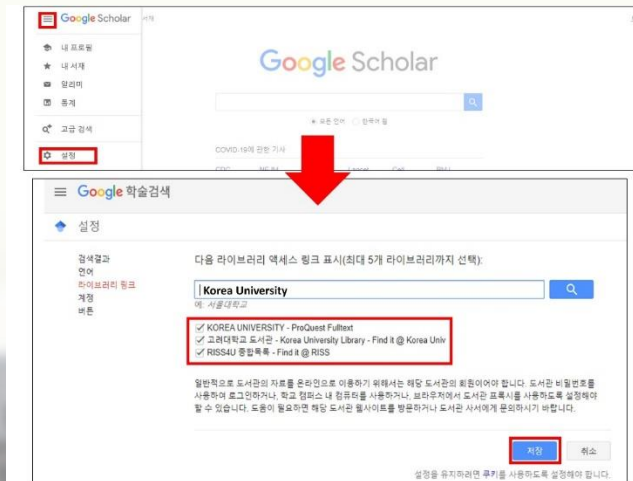 Google Scholar
내 프로필
내 서재
알리미
통계
고급 검색
설정
Google Scholar
모든 언어 한국어 웹
COVID-19에 관한 기사
Google 학술검색
설정
검색결과
언어
라이브러리 링크
계정
버튼
다음 라이브러리 액세스 링크 표시(최대 5개 라이브러리까지 선택):
Korea University
예: 서울대학교
KOREA UNIVERSITY - ProQuest Fulltext
고려대학교 도서관 - Korea University Library - Find it @ Korea Univ
RISS4U 종합목록 - Find it @ RISS
일반적으로 도서관의 자료를 온라인으로 이용하기 위해서는 해당 도서관의 회원이어야 합니다. 도서관 비밀번호를
사용하여 로그인하거나, 학교 캠퍼스 내 컴퓨터를 사용하거나, 브라우저에서 도서관 프록시를 사용하도록 설정해야
할 수 있습니다. 도움이 필요하면 해당 도서관 웹사이트를 방문하거나 도서관 사서에게 문의하시기 바랍니다.
저장 취소
설정을 유지하려면 쿠키를 사용하도록 설정해야 합니다.